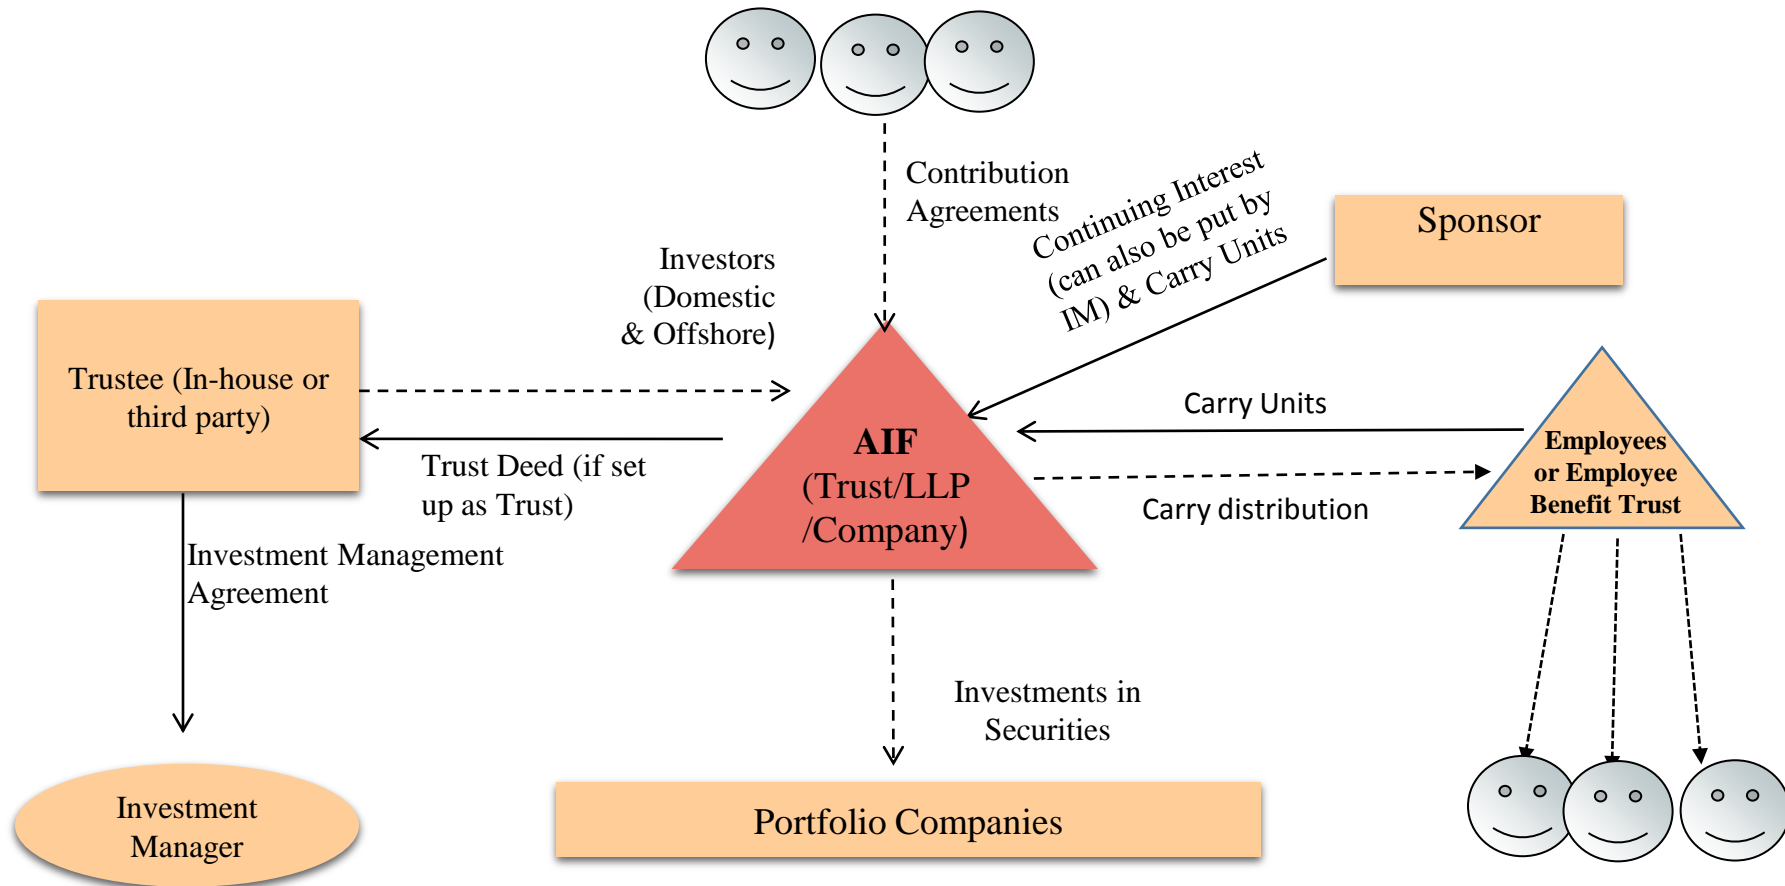 Contribution
Agreements
Continuing Interest
(can also be put by
IM) & Carry Units
Sponsor
Investors
(Domestic
& Offshore)
Trustee (In-house or
third party)
Trust Deed (if set
up as Trust)
AIF
(Trust/LLP
/Company)
Carry Units
Carry distribution
Employees
or Employee
Benefit Trust
Investment Management
Agreement
Investments in
Securities
Investment
Manager
Portfolio Companies